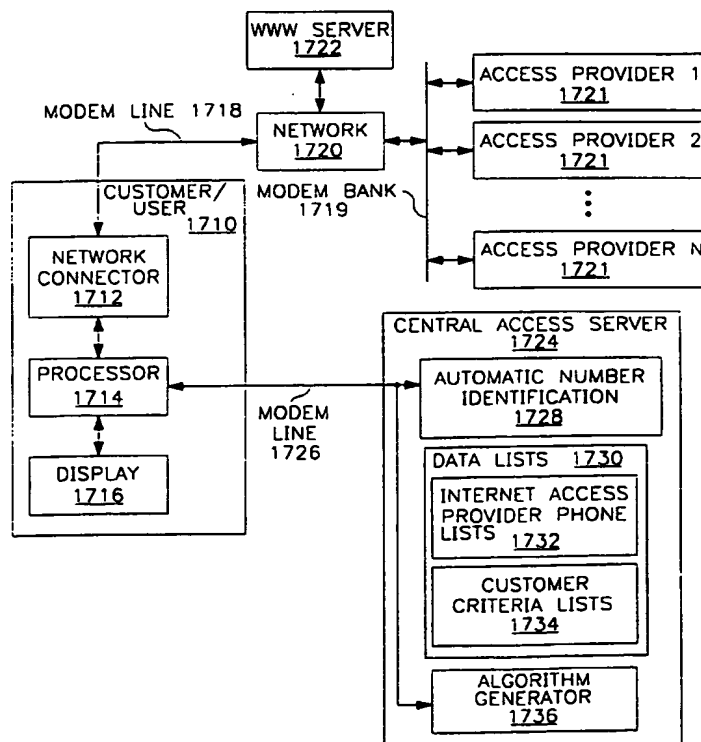 WWW SERVER
1722
MODEM LINE 1718
NETWORK
1720
ACCESS PROVIDER 1
1721
ACCESS PROVIDER 2
1721
MODEM BANK
1719
ACCESS PROVIDER N
1721
CUSTOMER/
USER
1710
NETWORK
CONNECTOR
1712
PROCESSOR
1714
DISPLAY
1716
MODEM
LINE
1726
CENTRAL ACCESS SERVER
1724
AUTOMATIC NUMBER
IDENTIFICATION
1728
DATA LISTS 1730
INTERNET ACCESS
PROVIDER PHONE
LISTS
1732
CUSTOMER
CRITERIA LISTS
1734
ALGORITHM
GENERATOR
1736